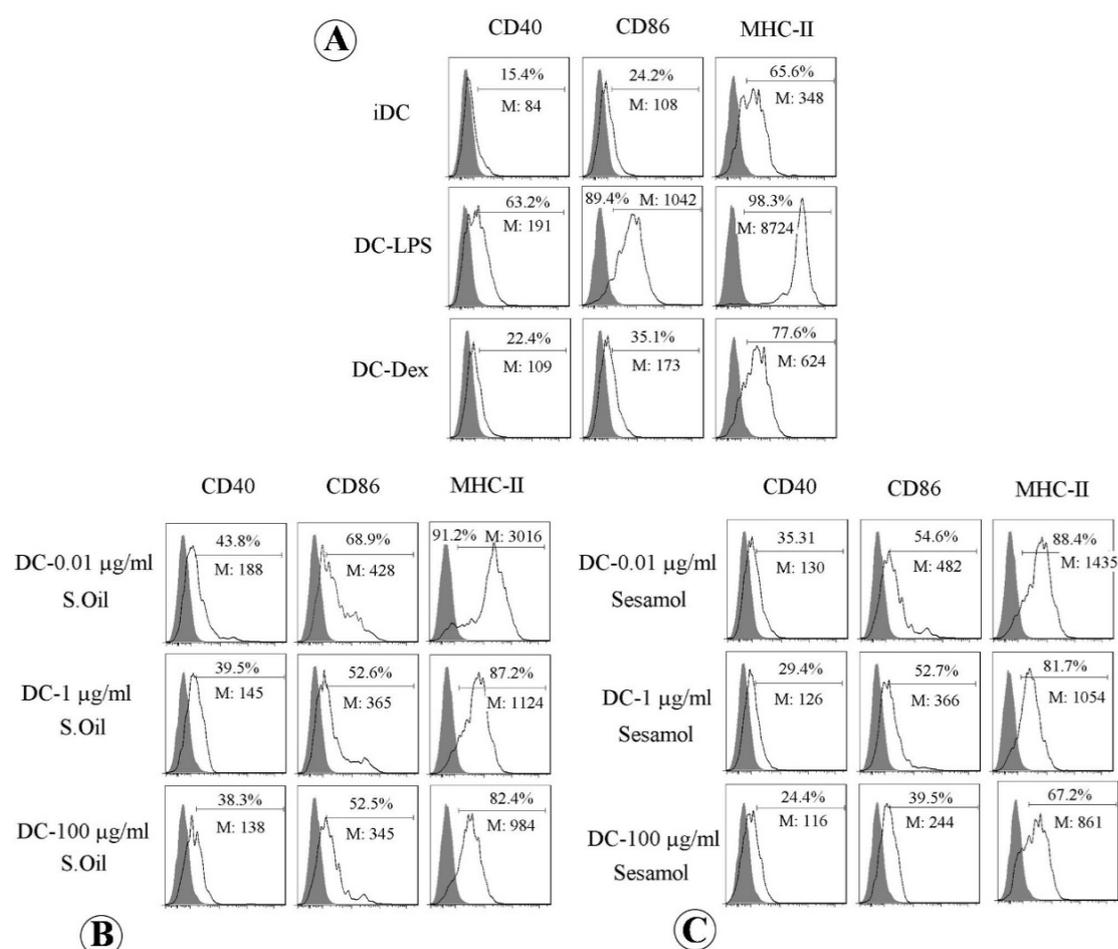 A
CD40 CD86 MHC-II
iDC
15.4% 24.2% 65.6%
M: 84 M: 108 M: 348
DC-LPS
63.2% 89.4% M: 1042 98.3%
M: 191 M: 8724
DC-Dex
22.4% 35.1% 77.6%
M: 109 M: 173 M: 624
CD40 CD86 MHC-II
DC-0.01 µg/ml
S.Oil
43.8% 68.9% 91.2% M: 3016
M: 188 M: 428
DC-1 µg/ml
S.Oil
39.5% 52.6% 87.2%
M: 145 M: 365 M: 1124
DC-100 µg/ml
S.Oil
38.3% 52.5% 82.4%
M: 138 M: 345 M: 984
B
CD40 CD86 MHC-II
DC-0.01 µg/ml
Sesamol
35.31 54.6% 88.4%
M: 130 M: 482 M: 1435
DC-1 µg/ml
Sesamol
29.4% 52.7% 81.7%
M: 126 M: 366 M: 1054
DC-100 µg/ml
Sesamol
24.4% 39.5% 67.2%
M: 116 M: 244 M: 861
C